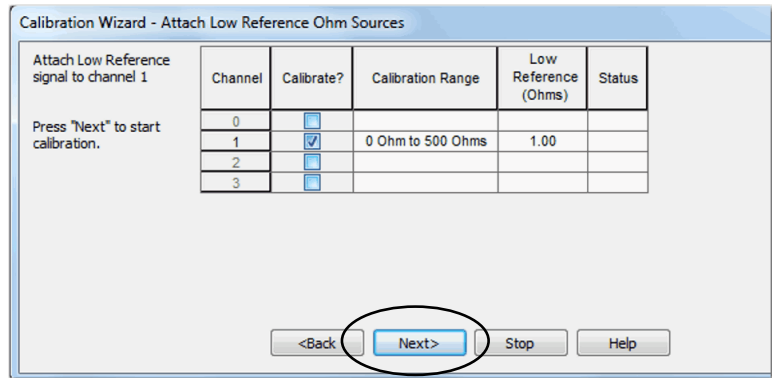 Calibration Wizard - Attach Low Reference Ohm Sources
Attach Low Reference
signal to channel 1
Press "Next" to start
calibration.
Channel Calibrate? Calibration Range Low Reference (Ohms) Status
0
1 0 Ohm to 500 Ohms 1.00
2
3
<Back Next> Stop Help